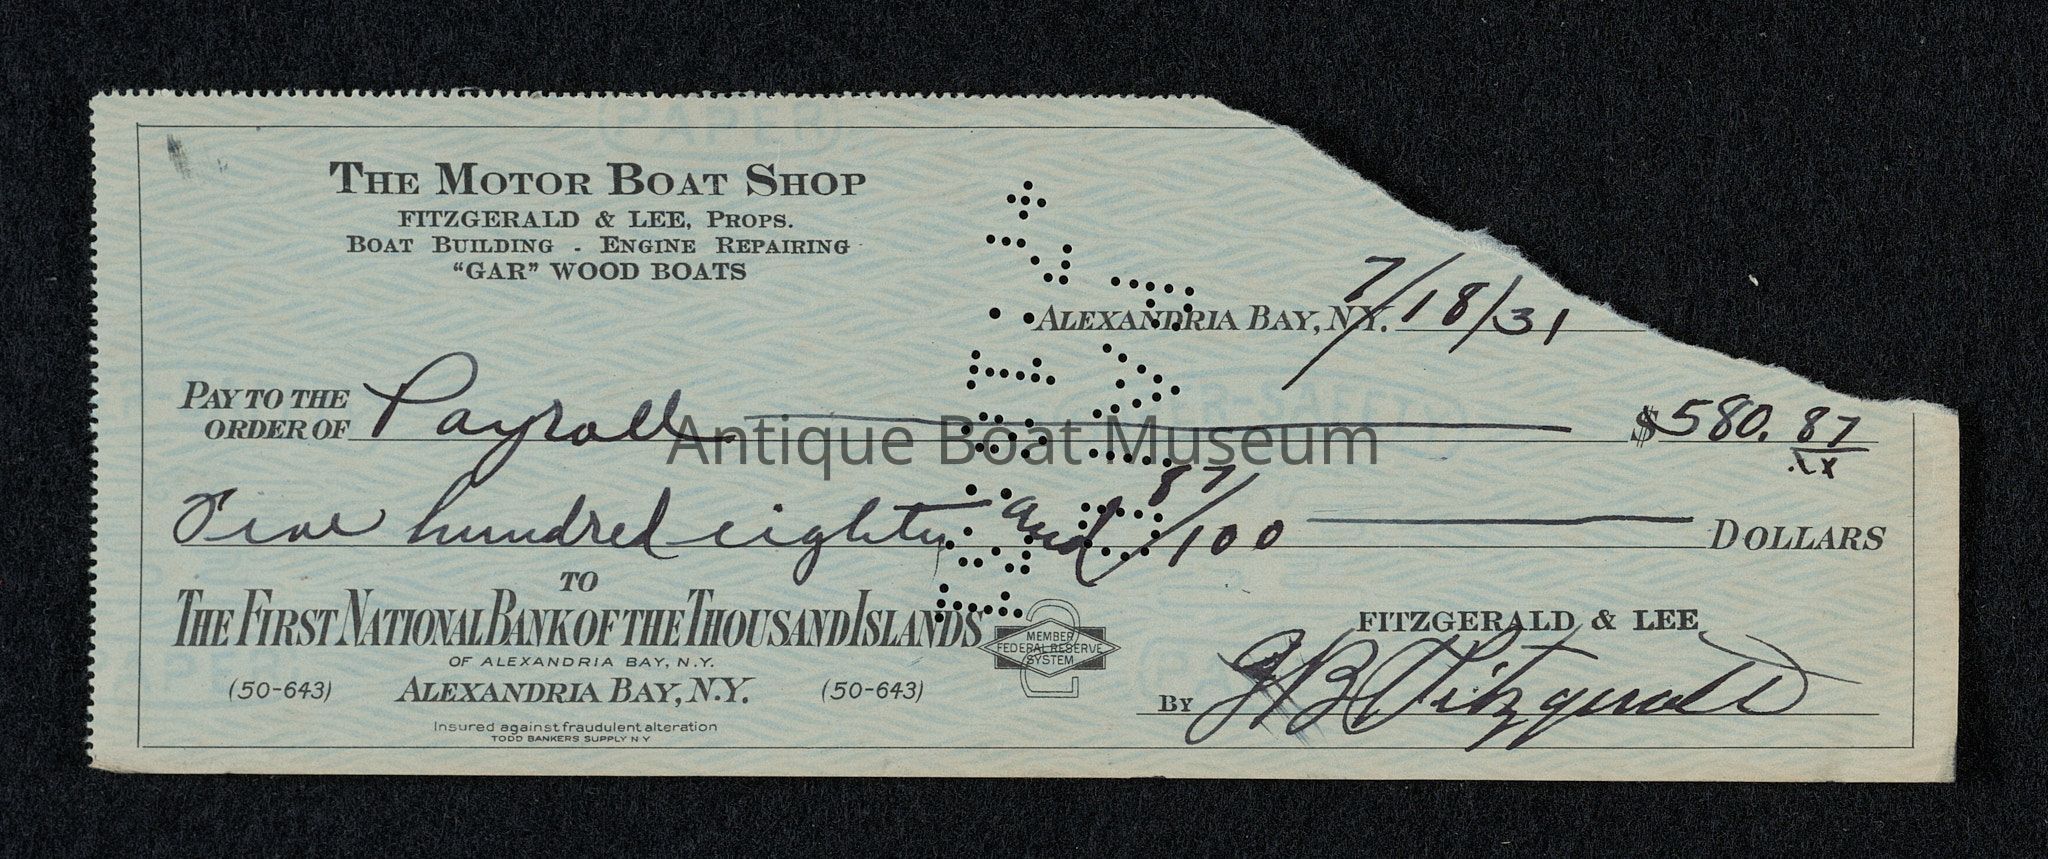 THE MOTOR BOAT SHOP
FITZGERALD & LEE, PROPS.
BOAT BUILDING - ENGINE REPAIRING
"GAR" WOOD BOATS
ALEXANDRIA BAY, N.Y. 7/18/31
PAY TO THE
ORDER OF Payroll $580.87/xx
Antique Boat Museum
Five hundred eighty and 87/100 DOLLARS
TO
THE FIRST NATIONAL BANK OF THE THOUSAND ISLANDS
OF ALEXANDRIA BAY, N.Y.
(50-643) ALEXANDRIA BAY, N.Y. (50-643)
MEMBER
FEDERAL RESERVE
SYSTEM
2
Insured against fraudulent alteration
TODD BANKERS SUPPLY N Y
FITZGERALD & LEE
BY J B Fitzgerald